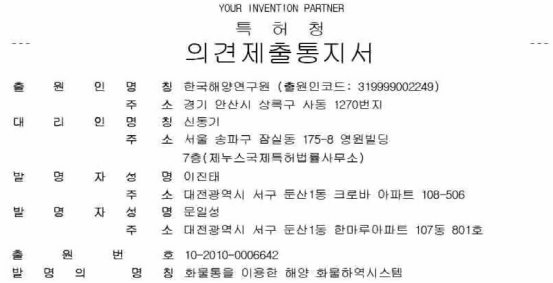 YOUR INVENTION PARTNER
특 허 청
의견제출통지서
출 원 인 명 칭 한국해양연구원 (출원인코드: 319999002249)
주 소 경기 안산시 상록구 사동 1270번지
대 리 인 명 칭 신동기
주 소 서울 송파구 잠실동 175-8 영원빌딩
7층(제누스국제특허법률사무소)
발 명 자 성 명 이진태
주 소 대전광역시 서구 둔산1동 크로바 아파트 108-506
발 명 자 성 명 문일성
주 소 대전광역시 서구 둔산1동 한마루아파트 107동 801호
출 원 번 호 10-2010-0006642
발 명 의 명 칭 화물통을 이용한 해양 화물하역시스템